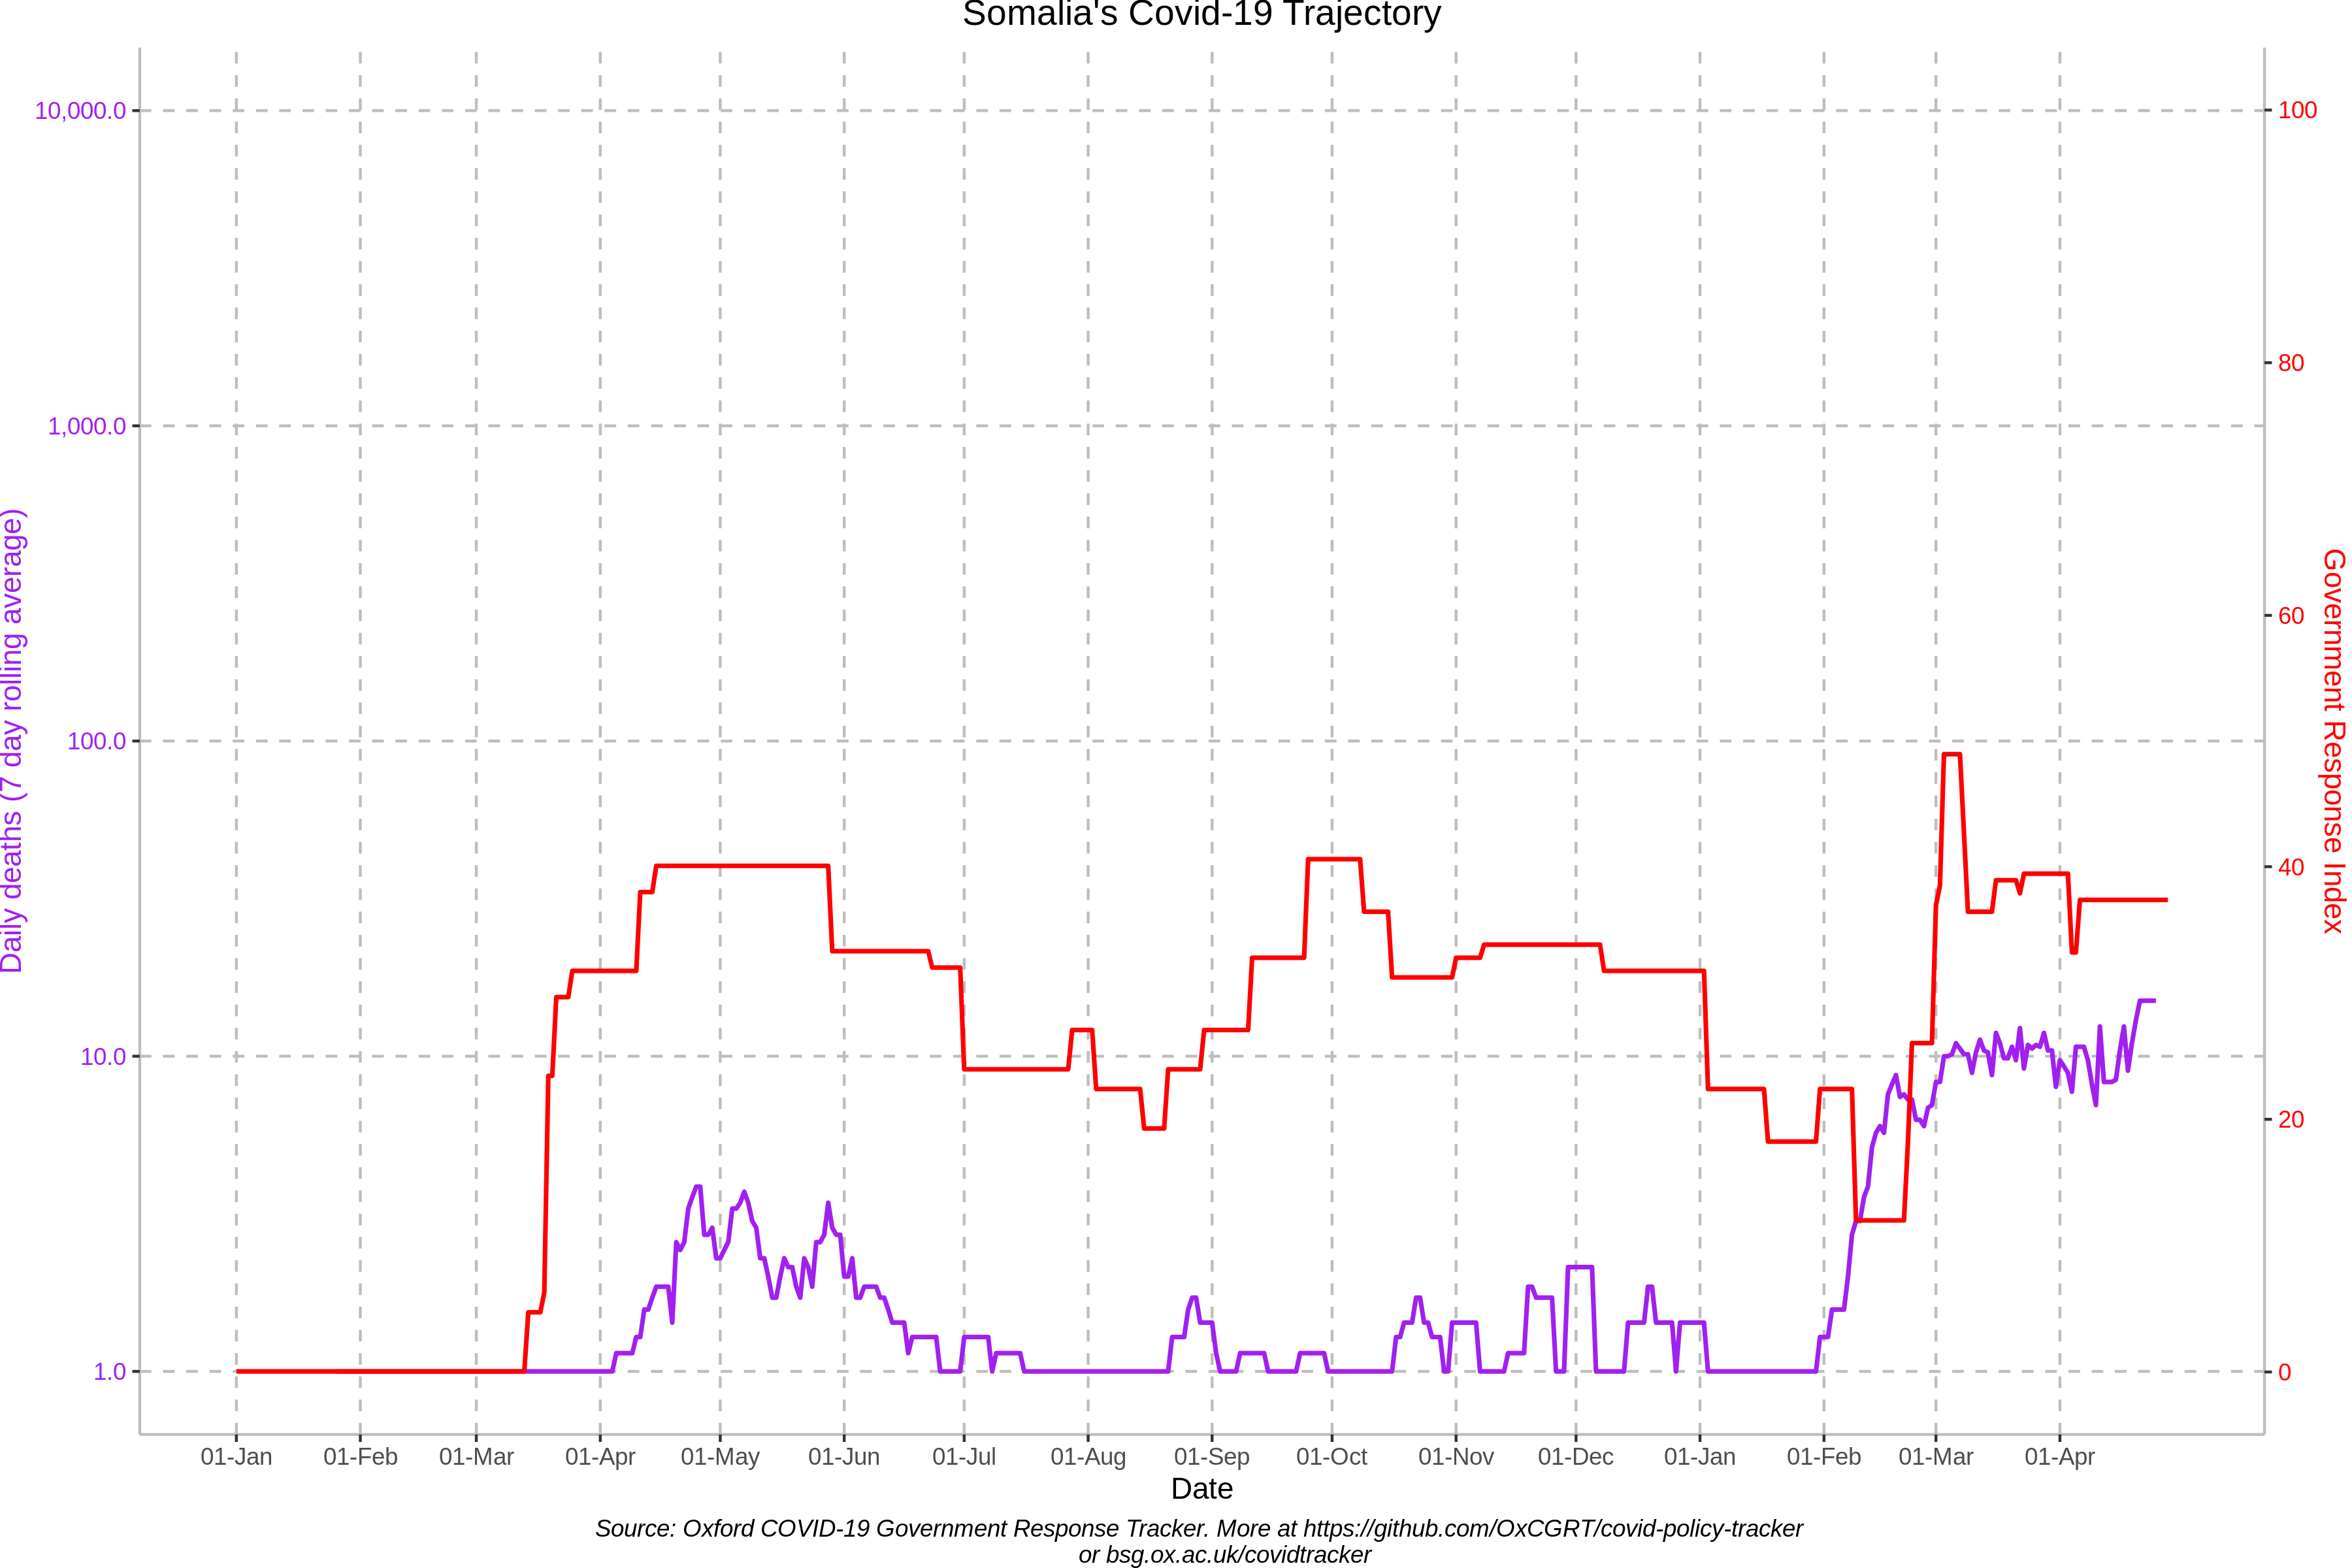 Somalia's Covid-19 Trajectory
10,000.0
1,000.0
100.0
10.0
1.0
Daily deaths (7 day rolling average)
100
80
60
40
20
0
Government Response Index
01-Jan 01-Feb 01-Mar 01-Apr 01-May 01-Jun 01-Jul 01-Aug 01-Sep 01-Oct 01-Nov 01-Dec 01-Jan 01-Feb 01-Mar 01-Apr
Date
Source: Oxford COVID-19 Government Response Tracker. More at https://github.com/OxCGRT/covid-policy-tracker
or bsg.ox.ac.uk/covidtracker